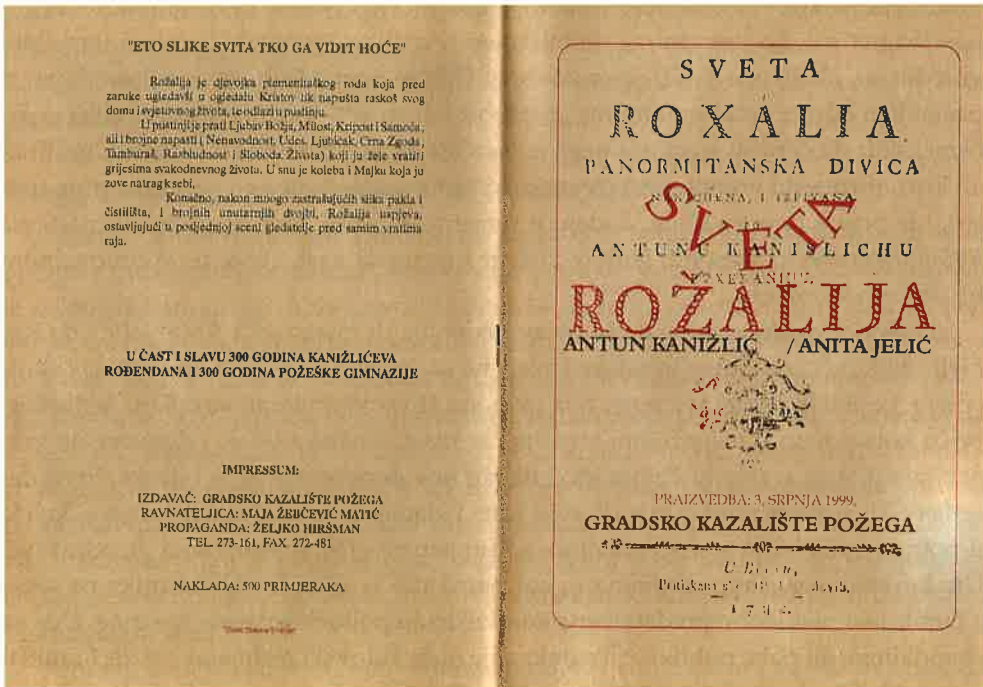 "ETO SLIKE SVITA TKO GA VIDIT HOĆE"
Rožalija je djevojka plemenitaškog roda koja pred
zaruke ugledavši u ogledalu Kristov lik napušta raskoš svog
doma i svjetovnog života, te odlazi u pustinju.
U pustinji je prati Ljubav Božja, Milost, Kripost i Samoća,
ali i brojne napasti ( Nenavodnost, Udes, Ljubičak, Crna Zgoda,
Tamburaš, Razbludnost i Sloboda Života) koji ju žele vratiti
grijesima svakodnevnog života. U snu je koleba i Majku koja ju
zove natrag k sebi,
Konačno, nakon mnogo zastrašujućih slika pakla i
čistilišta, i brojnih unutarnjih dvojbi, Rožalija uspjeva,
ostavljajući u posljednjoj sceni gledatelje pred samim vratima
raja.
U ČAST I SLAVU 300 GODINA KANIŽLIĆEVA
ROĐENDANA I 300 GODINA POŽEŠKE GIMNAZIJE
IMPRESSUM:
IZDAVAČ: GRADSKO KAZALIŠTE POŽEGA
RAVNATELJICA: MAJA ŽEBČEVIĆ MATIĆ
PROPAGANDA: ŽELJKO HIRŠMAN
TEL. 273-161, FAX. 272-481
NAKLADA: 500 PRIMJERAKA
SVETA
ROXALIA
PANORMITANSKA DIVICA
SVETA
ANTUNU KANISLICHU
ROŽALIJA
ANTUN KANIŽLIĆ / ANITA JELIĆ
PRAIZVEDBA: 3. SRPNJA 1999.
GRADSKO KAZALIŠTE POŽEGA